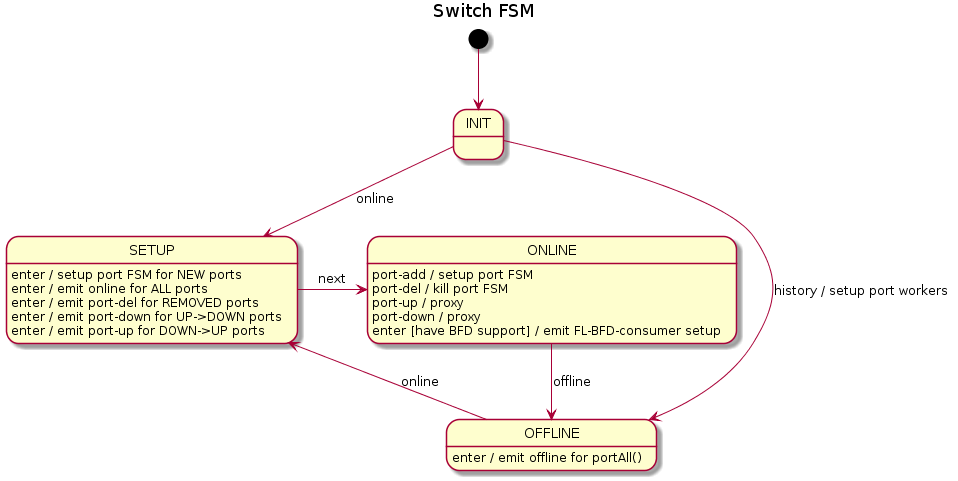 Switch FSM
INIT
online
SETUP
enter / setup port FSM for NEW ports
enter / emit online for ALL ports
enter / emit port-del for REMOVED ports
enter / emit port-down for UP->DOWN ports
enter / emit port-up for DOWN->UP ports
next
ONLINE
port-add / setup port FSM
port-del / kill port FSM
port-up / proxy
port-down / proxy
enter [have BFD support] / emit FL-BFD-consumer setup
history / setup port workers
online
offline
OFFLINE
enter / emit offline for portAll()